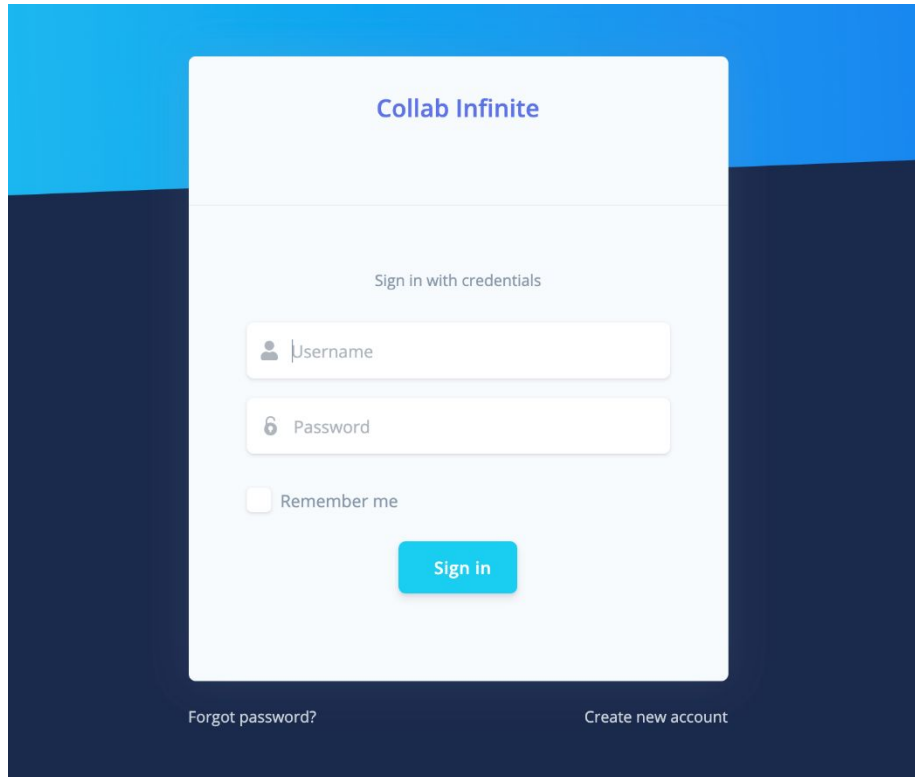 Collab Infinite
Sign in with credentials
Username
Password
Remember me
Sign in
Forgot password? Create new account